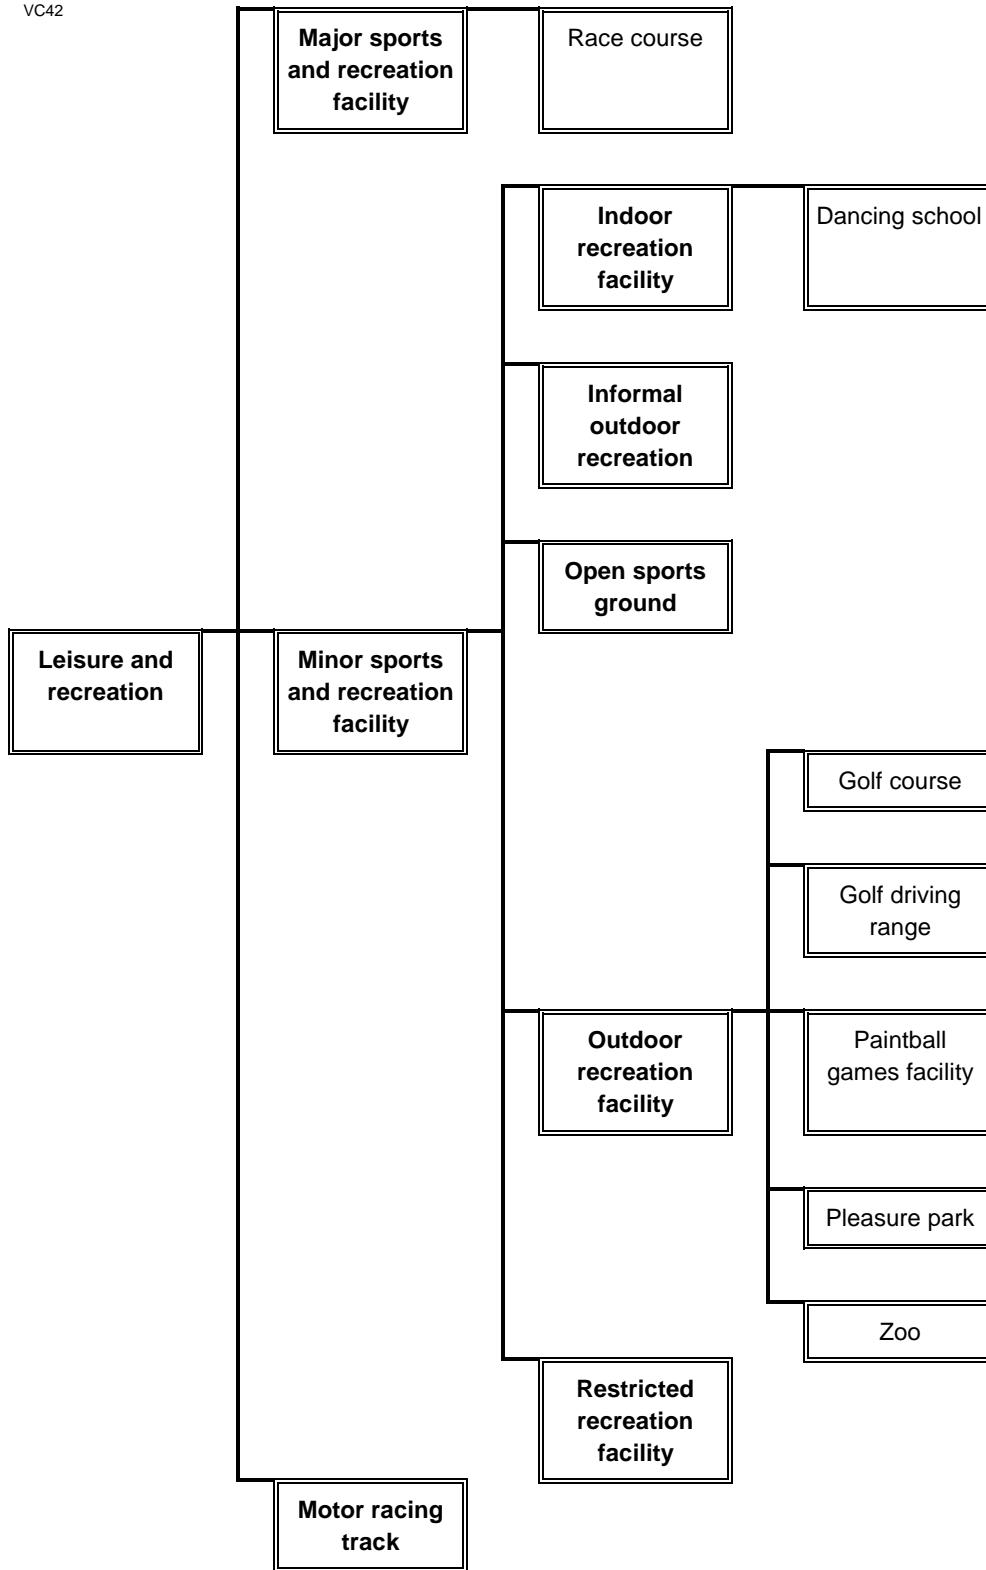 VC42
Major sports
and recreation
facility
Race course
Indoor
recreation
facility
Dancing school
Informal
outdoor
recreation
Open sports
ground
Leisure and
recreation
Minor sports
and recreation
facility
Golf course
Golf driving
range
Outdoor
recreation
facility
Paintball
games facility
Pleasure park
Zoo
Restricted
recreation
facility
Motor racing
track